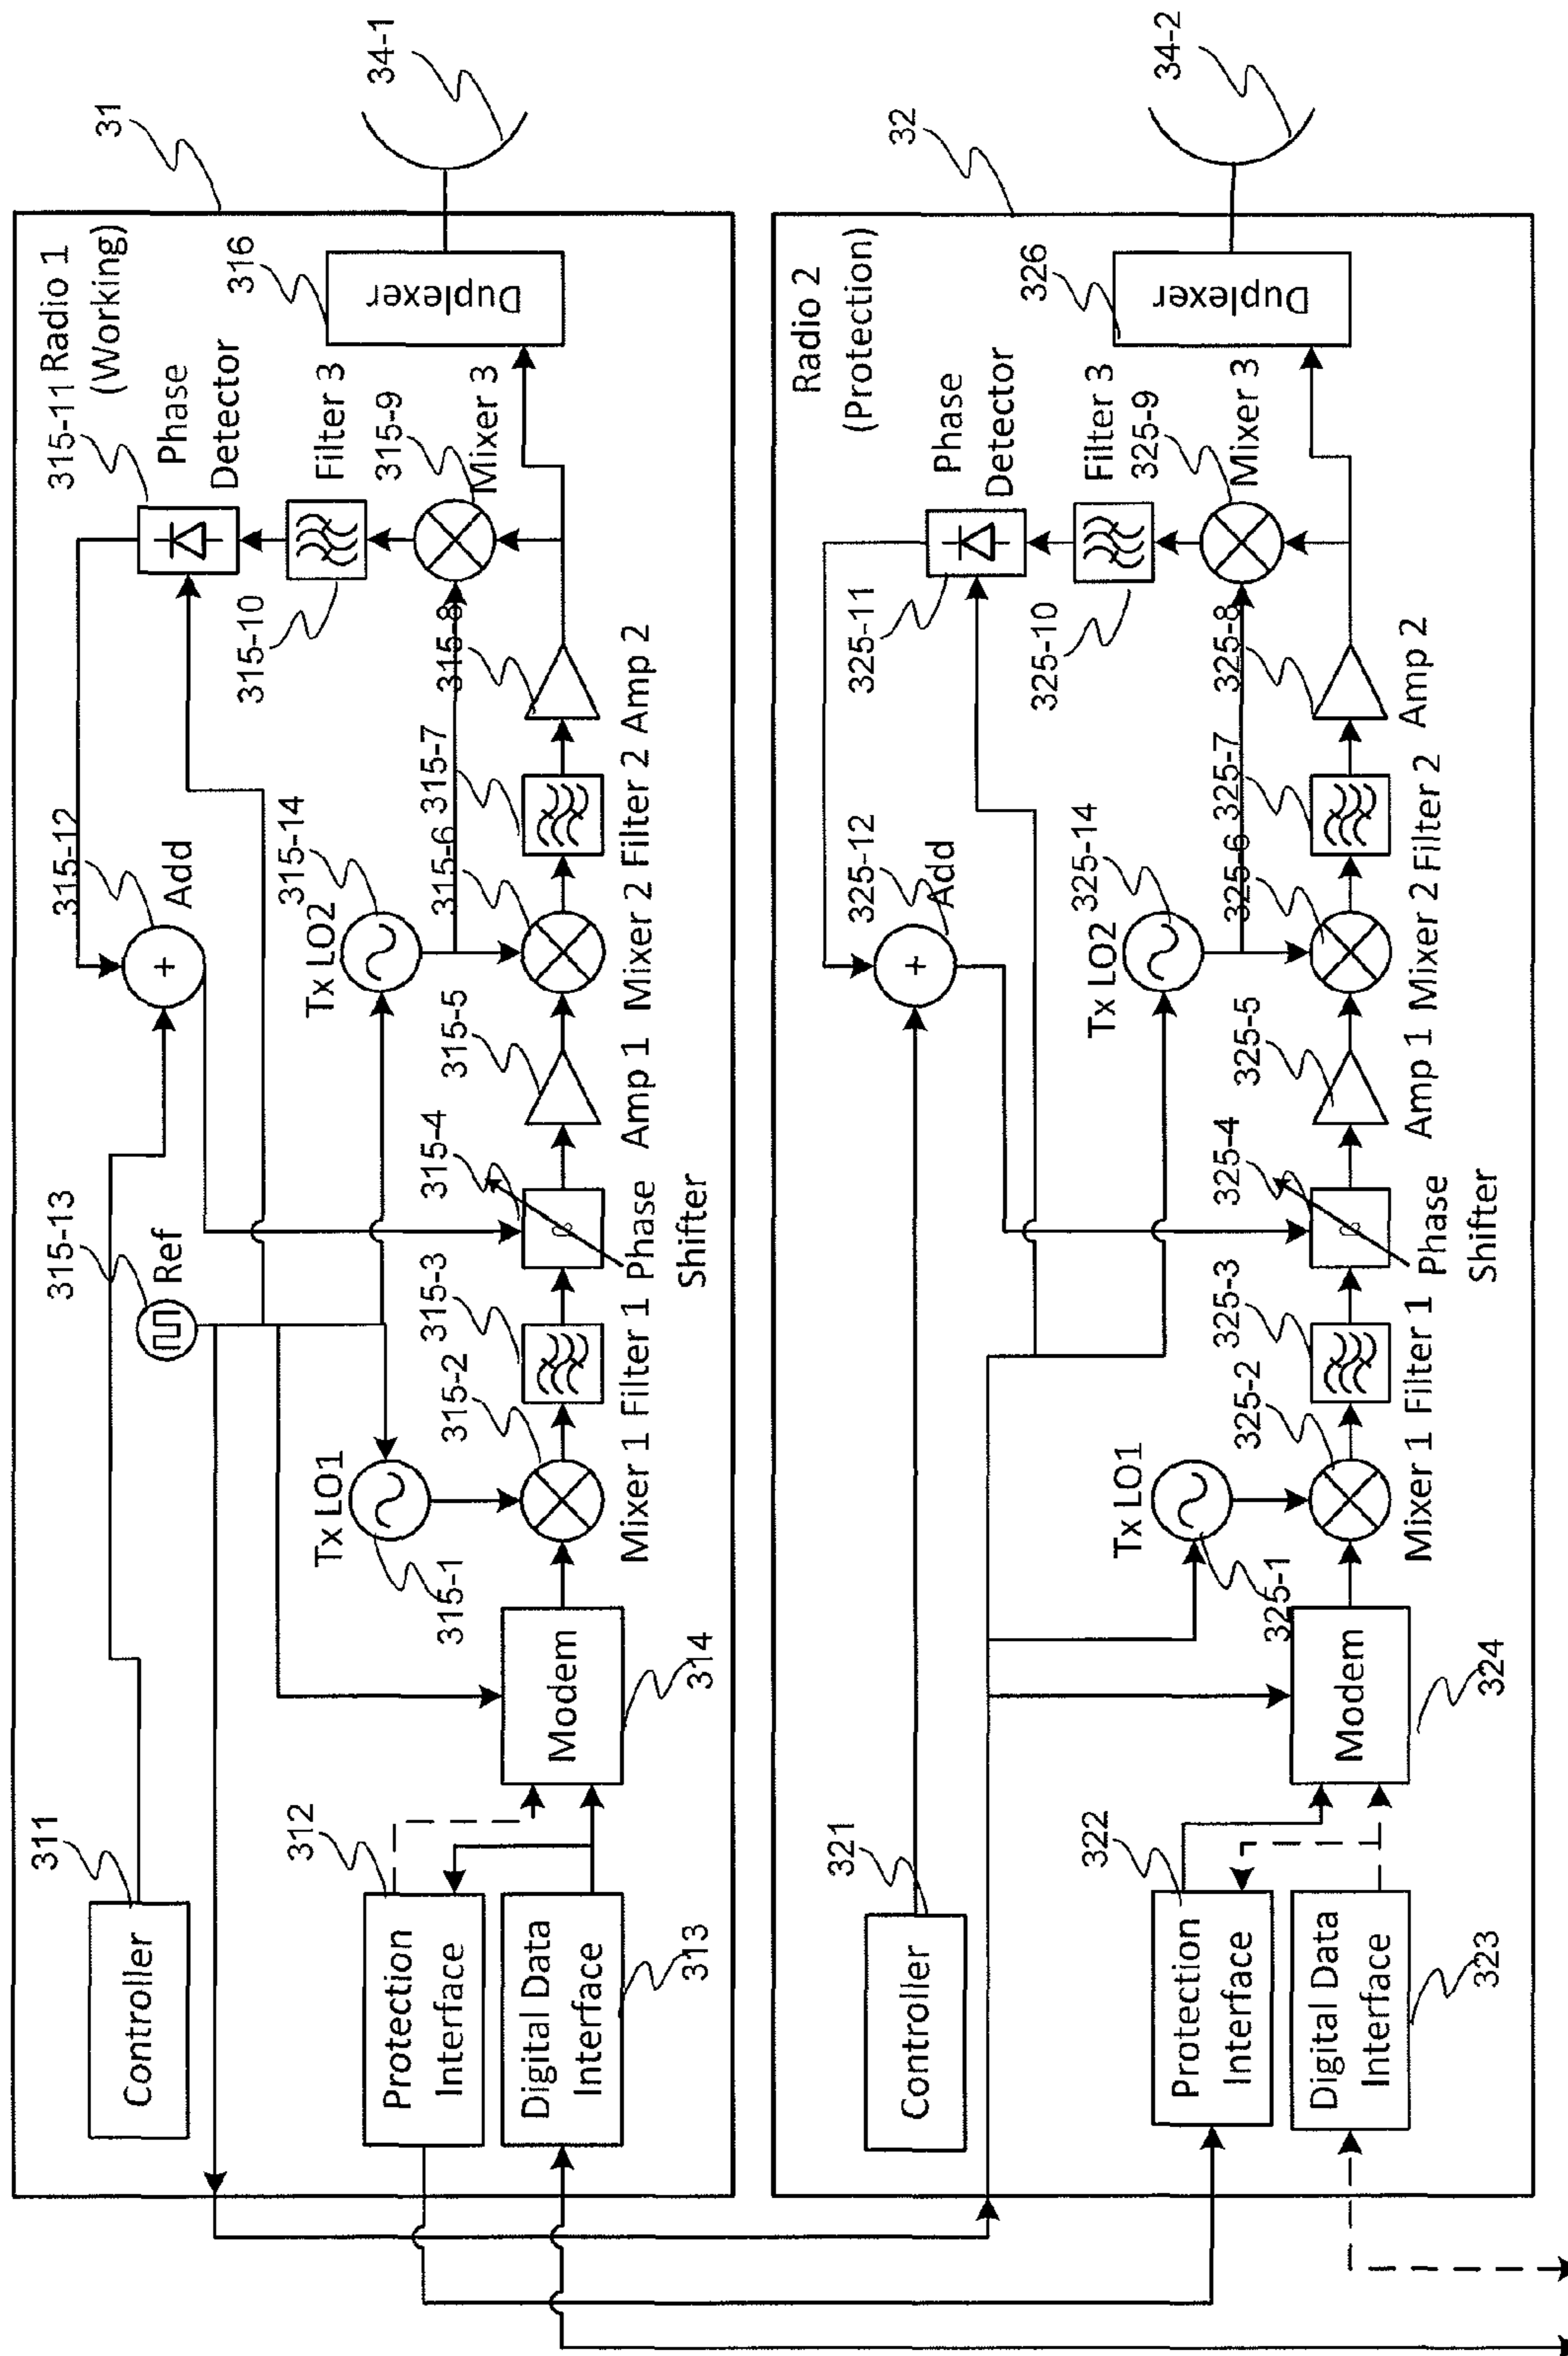 31
34-1
315-11 Radio 1
(Working)
316
Duplexer
Phase
Detector
Filter 3
315-9
Mixer 3
315-10
315-12
Add
315-13
Ref
Tx LO2
315-14
315-8
315-7
315-6
315-5
315-4
315-3
315-2
Tx LO1
315-1
Mixer 1 Filter 1 Phase
Shifter
Amp 1 Mixer 2 Filter 2 Amp 2
311
Controller
312
Protection
Interface
Digital Data
Interface
313
Modem
314
32
34-2
Radio 2
(Protection)
326
Duplexer
Phase
Detector
Filter 3
325-9
Mixer 3
325-11
325-10
325-12
Add
Tx LO2
325-14
325-8
325-7
325-6
325-5
325-4
325-3
325-2
Tx LO1
325-1
Mixer 1 Filter 1 Phase
Shifter
Amp 1 Mixer 2 Filter 2 Amp 2
321
Controller
322
Protection
Interface
Digital Data
Interface
323
Modem
324